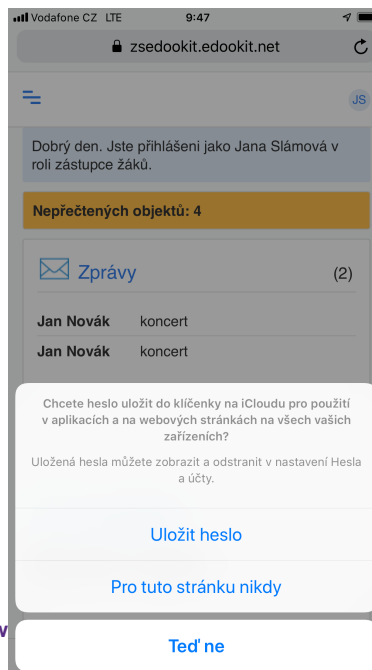 Vodafone CZ LTE 9:47
zsedookit.edookit.net
JS
Dobrý den. Jste přihlášeni jako Jana Slámová v
roli zástupce žáků.
Nepřečtených objektů: 4
Zprávy (2)
Jan Novák koncert
Jan Novák koncert
Chcete heslo uložit do klíčenky na iCloudu pro použití
v aplikacích a na webových stránkách na všech vašich
zařízeních?
Uložená hesla můžete zobrazit a odstranit v nastavení Hesla
a účty.
Uložit heslo
Pro tuto stránku nikdy
Teď ne